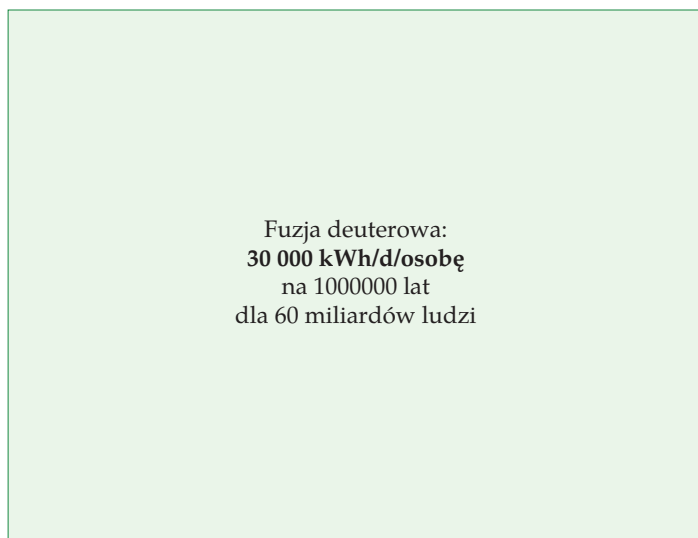 Fuzja deuterowa:
30 000 kWh/d/osobę
na 1000000 lat
dla 60 miliardów ludzi